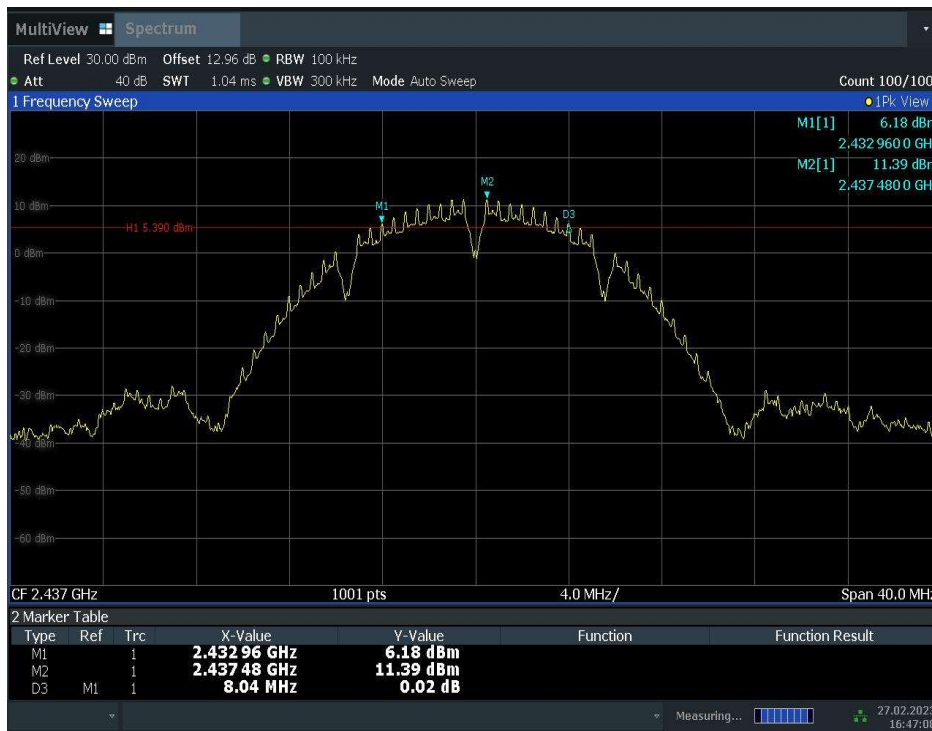 MultiView Spectrum
Ref Level 30.00 dBm Offset 12.96 dB RBW 100 kHz
Att 40 dB SWT 1.04 ms VBW 300 kHz Mode Auto Sweep Count 100/100
1 Frequency Sweep 1Pk View
M1[1] 6.18 dBm
2.432 960 0 GH
M2[1] 11.39 dBm
2.437 480 0 GH
20 dBm
M2
10 dBm
M1
D3
H1 5.390 dBm
0 dBm
-10 dBm
-20 dBm
-30 dBm
-40 dBm
-50 dBm
-60 dBm
CF 2.437 GHz 1001 pts 4.0 MHz/ Span 40.0 MHz
2 Marker Table
Type Ref Trc X-Value Y-Value Function Function Result
M1 1 2.432 96 GHz 6.18 dBm
M2 1 2.437 48 GHz 11.39 dBm
D3 M1 1 8.04 MHz 0.02 dB
Measuring... 27.02.2023
16:47:08